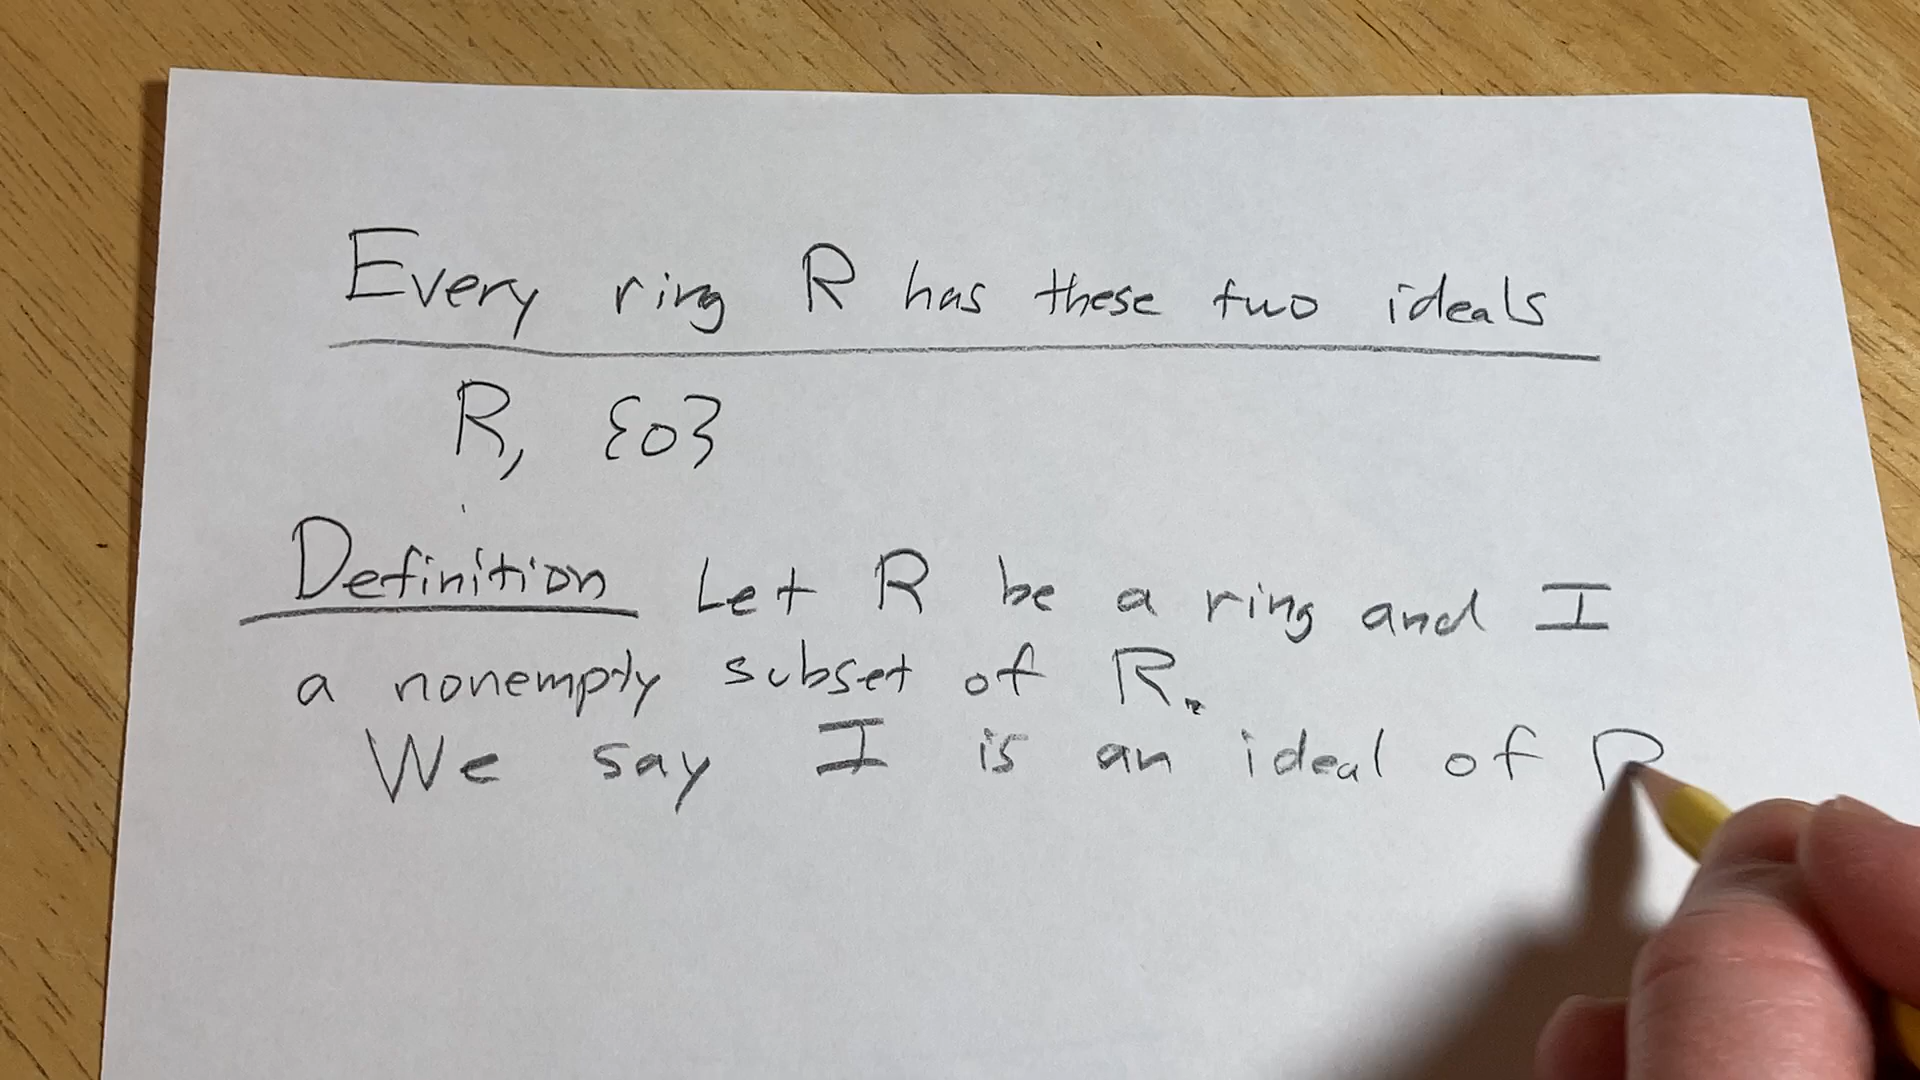 Every ring R has these two ideals
R, {0}
Definition Let R be a ring and I
a nonempty subset of R.
We say I is an ideal of R